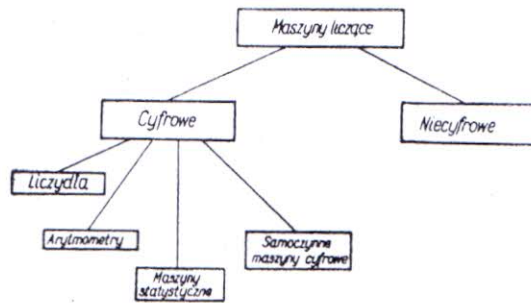 Maszyny liczące
Cyfrowe
Niecyfrowe
Liczydła
Arytmometry
Maszyny
statystyczne
Samoczynne
maszyny cyfrowe